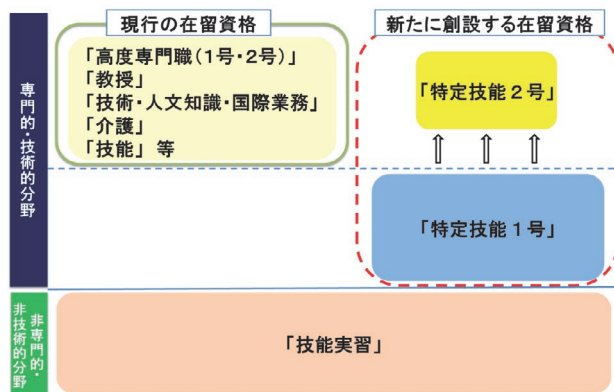 現行の在留資格
「高度専門職(1号・2号)」
「教授」
「技術・人文知識・国際業務」
「介護」
「技能」 等
新たに創設する在留資格
「特定技能2号」
「特定技能1号」
専門的・技術的分野
非専門的・
非技術的分野
「技能実習」